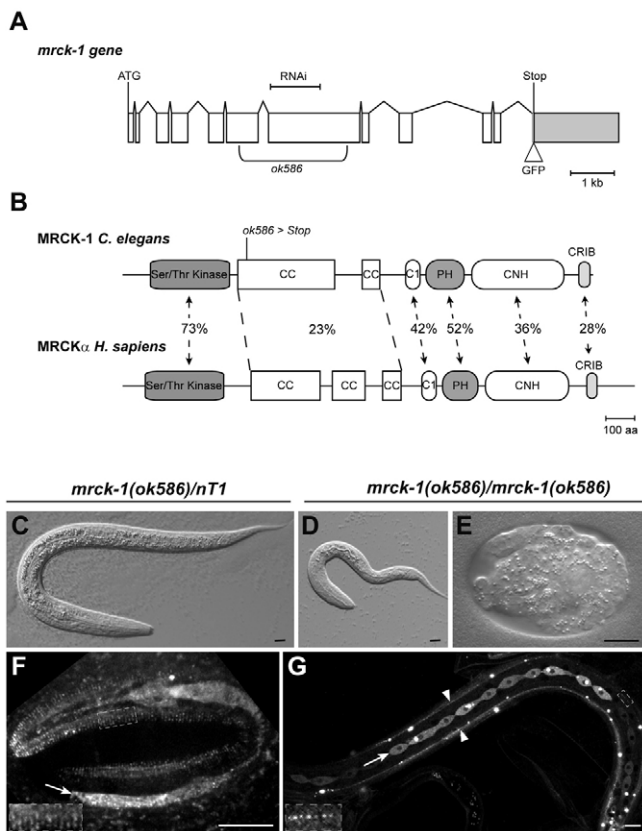 A
mrck-1 gene
ATG
RNAi
Stop
ok586
GFP
1 kb
B
ok586 > Stop
MRCK-1 C. elegans
CRIB
Ser/Thr Kinase CC CC C1 PH CNH
73% 23% 42% 52% 36% 28%
MRCKα H. sapiens
CRIB
Ser/Thr Kinase CC CC CC C1 PH CNH
100 aa
mrck-1(ok586)/nT1 mrck-1(ok586)/mrck-1(ok586)
C D E
F G